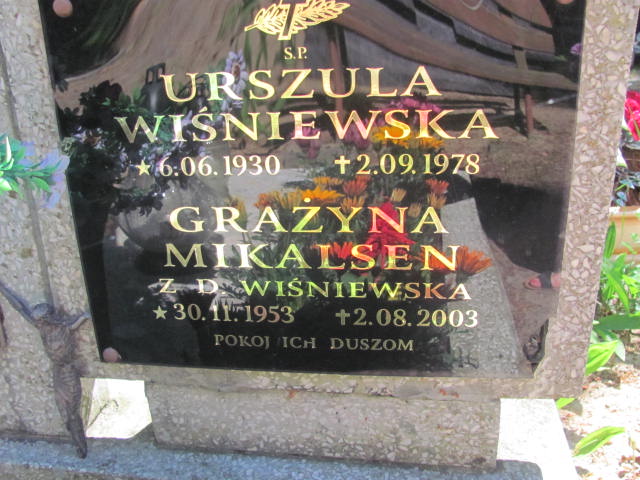 S.P.
URSZULA
WIŚNIEWSKA
★ 6.06.1930 ✝ 2.09.1978
GRAŻYNA
MIKALSEN
Z D. WIŚNIEWSKA
★ 30.11.1953 ✝ 2.08.2003
POKOJ ICH DUSZOM